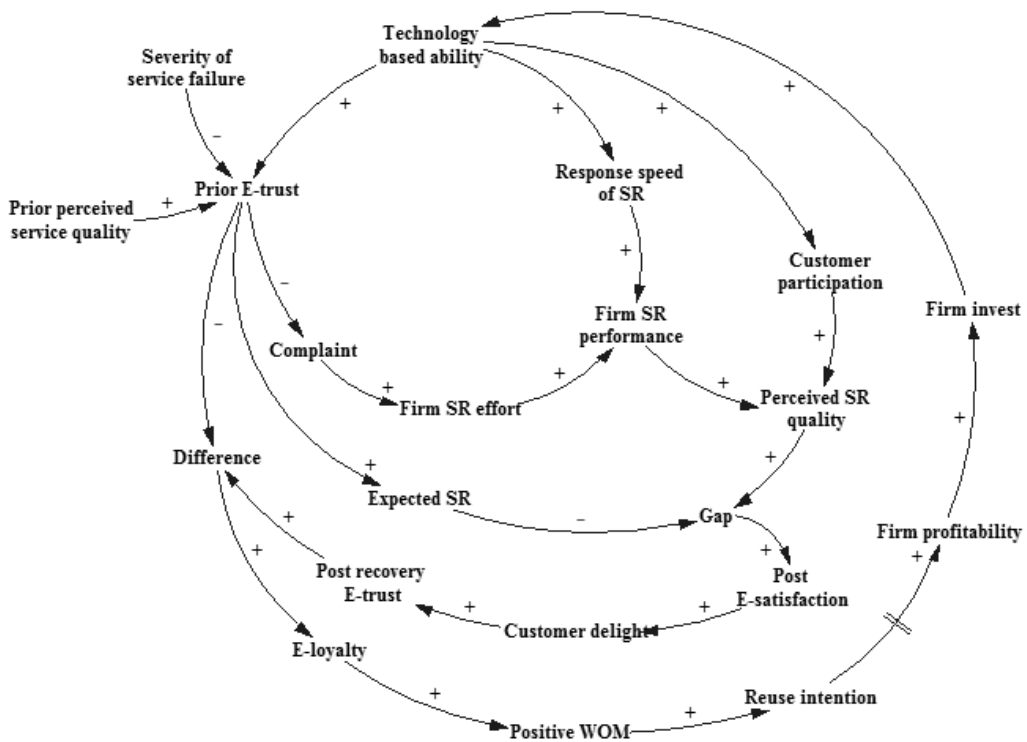 Technology
based ability
Severity of
service failure
+
+
+
+
−
Prior E-trust
Response speed
of SR
Prior perceived
service quality
+
+
Customer
participation
−
Firm SR
performance
Firm invest
−
+
Complaint
+
+
+
Firm SR effort
Perceived SR
quality
+
Difference
+
+
Expected SR
−
Gap
+
Firm profitability
+
+
+
Post recovery
E-trust
Post
E-satisfaction
+
+
Customer delight
E-loyalty
+
+
Reuse intention
Positive WOM